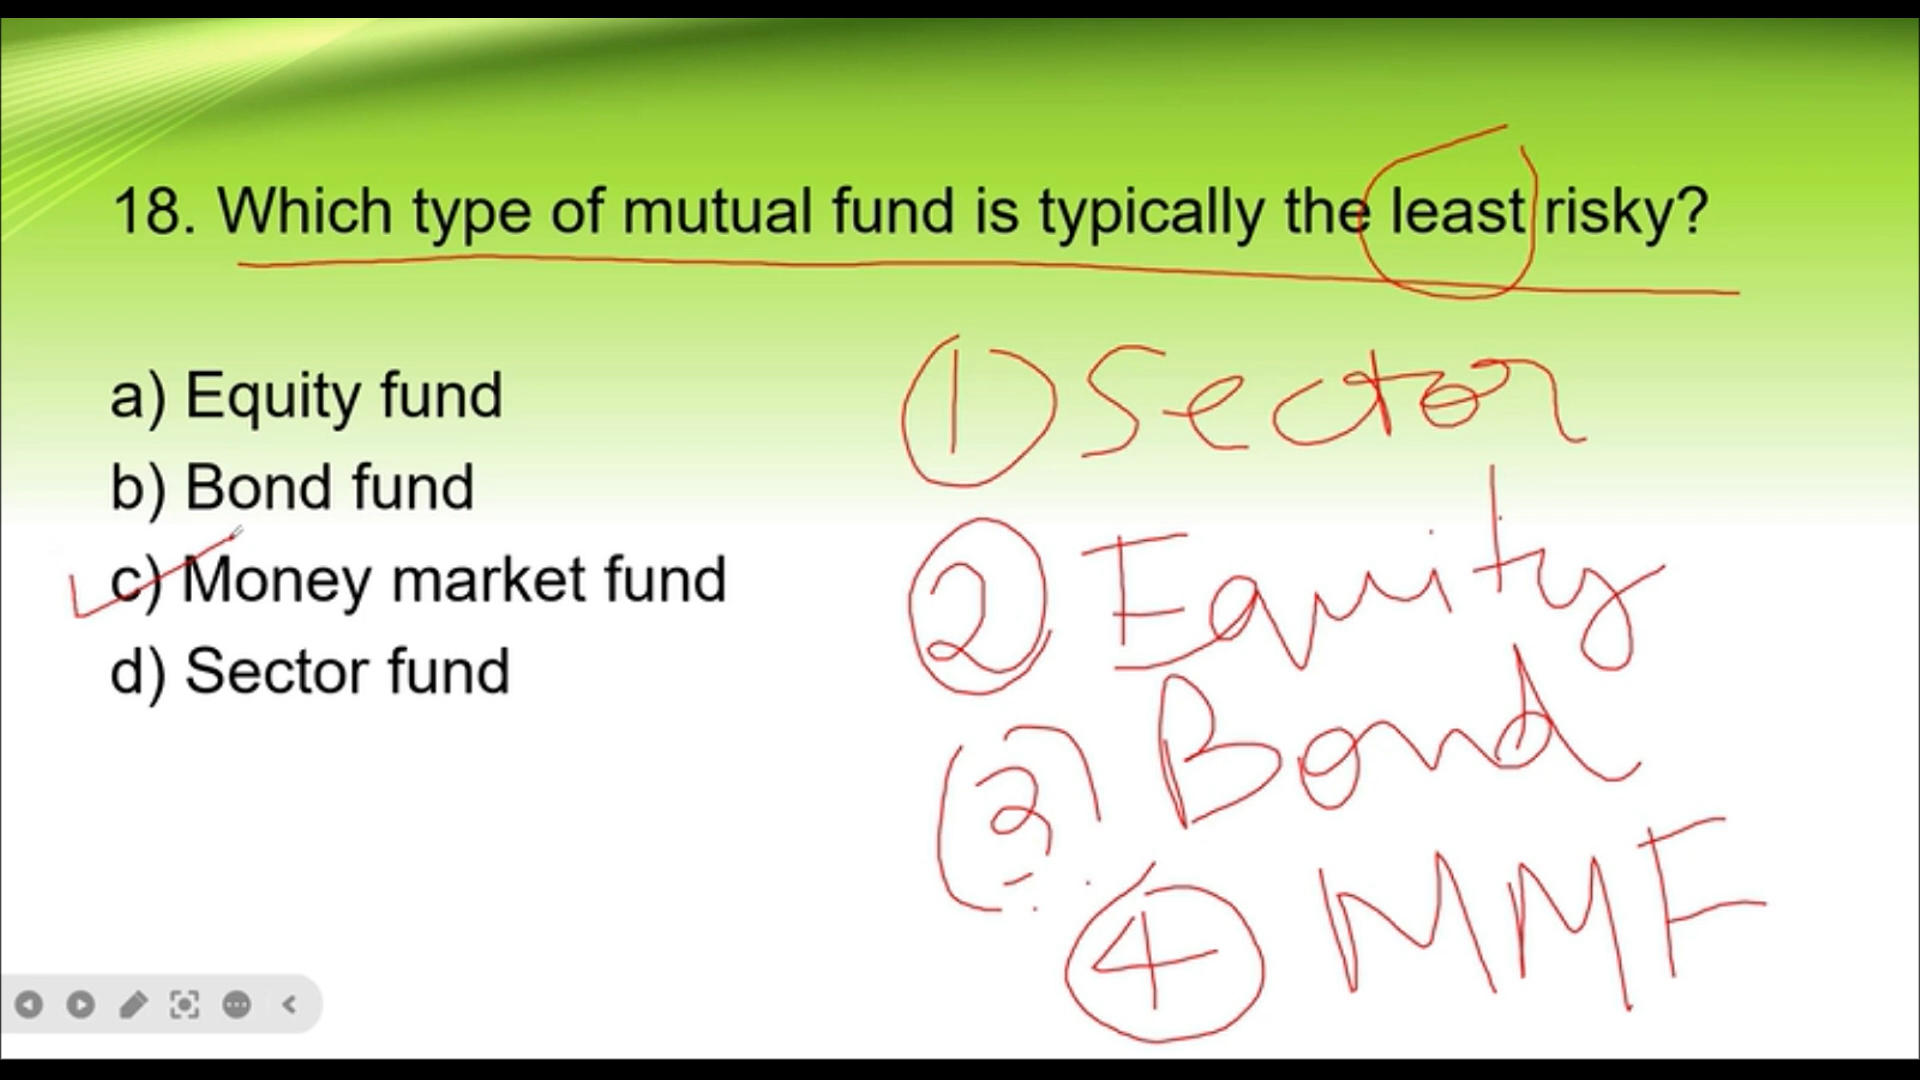 18. Which type of mutual fund is typically the least risky?
a) Equity fund
b) Bond fund
c) Money market fund
d) Sector fund
1 Sector
2 Equity
3 Bond
4 MMF